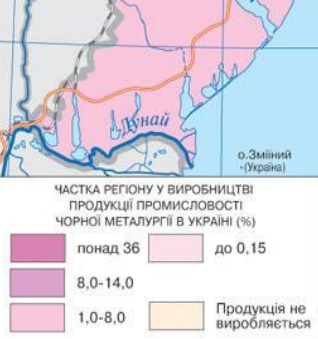 Дунай
о.Зміїний
(Україна)
ЧАСТКА РЕГІОНУ У ВИРОБНИЦТВІ
ПРОДУКЦІЇ ПРОМИСЛОВОСТІ
ЧОРНОЇ МЕТАЛУРГІЇ В УКРАЇНІ (%)
понад 36
до 0,15
8,0-14,0
1,0-8,0
Продукція не
виробляється